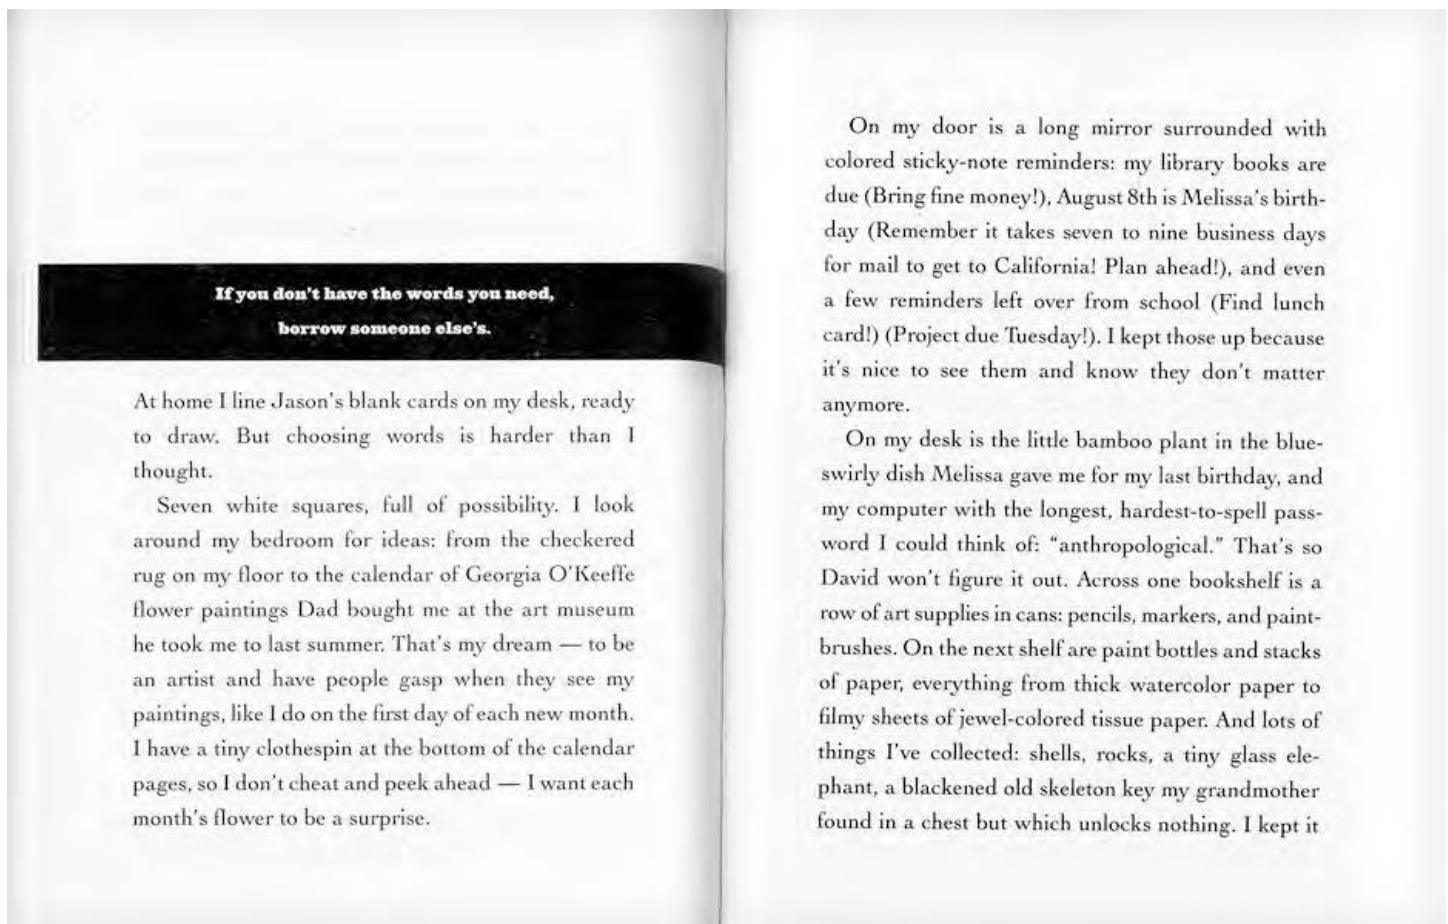 If you don't have the words you need,
borrow someone else's.
At home I line Jason's blank cards on my desk, ready
to draw. But choosing words is harder than I
thought.
Seven white squares, full of possibility. I look
around my bedroom for ideas: from the checkered
rug on my floor to the calendar of Georgia O'Keeffe
flower paintings Dad bought me at the art museum
he took me to last summer. That's my dream — to be
an artist and have people gasp when they see my
paintings, like I do on the first day of each new month.
I have a tiny clothespin at the bottom of the calendar
pages, so I don't cheat and peek ahead — I want each
month's flower to be a surprise.
On my door is a long mirror surrounded with
colored sticky-note reminders: my library books are
due (Bring fine money!), August 8th is Melissa's birth-
day (Remember it takes seven to nine business days
for mail to get to California! Plan ahead!), and even
a few reminders left over from school (Find lunch
card!) (Project due Tuesday!). I kept those up because
it's nice to see them and know they don't matter
anymore.
On my desk is the little bamboo plant in the blue-
swirly dish Melissa gave me for my last birthday, and
my computer with the longest, hardest-to-spell pass-
word I could think of: “anthropological.” That's so
David won't figure it out. Across one bookshelf is a
row of art supplies in cans: pencils, markers, and paint-
brushes. On the next shelf are paint bottles and stacks
of paper, everything from thick watercolor paper to
filmy sheets of jewel-colored tissue paper. And lots of
things I've collected: shells, rocks, a tiny glass ele-
phant, a blackened old skeleton key my grandmother
found in a chest but which unlocks nothing. I kept it